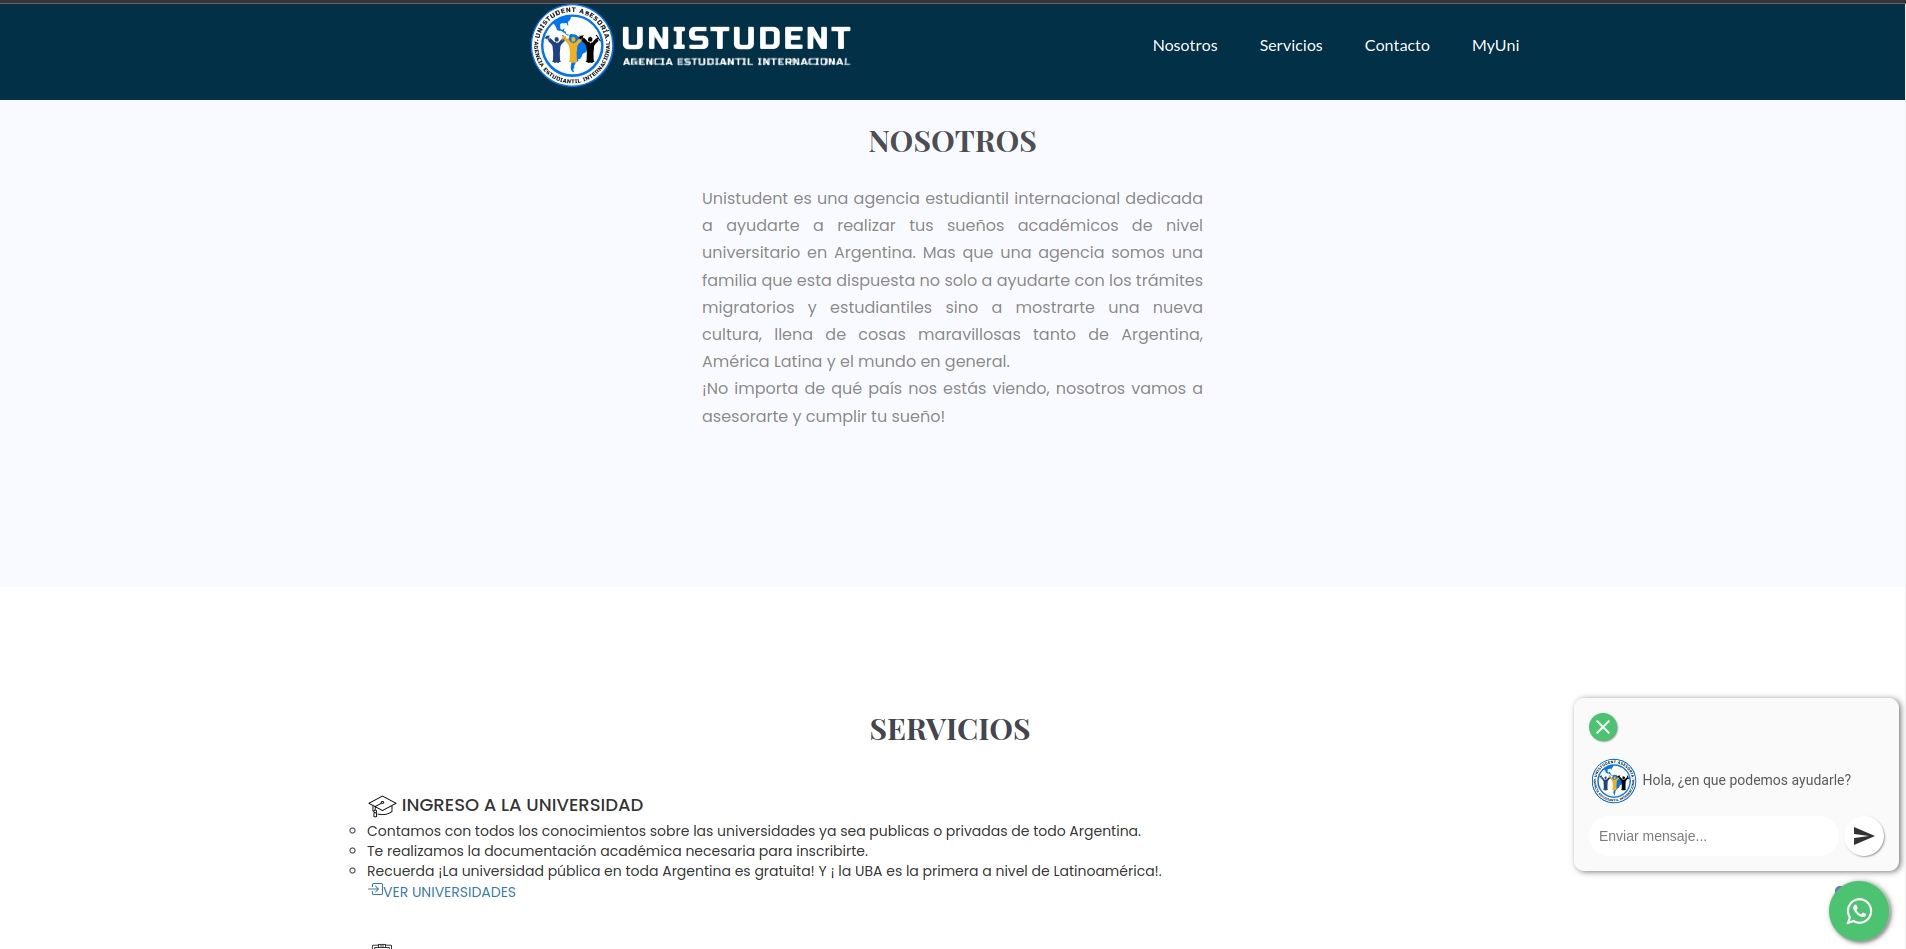 UNISTUDENT ASESORÍA
AGENCIA ESTUDIANTIL INTERNACIONAL
UNISTUDENT
AGENCIA ESTUDIANTIL INTERNACIONAL
Nosotros Servicios Contacto MyUni
NOSOTROS
Unistudent es una agencia estudiantil internacional dedicada
a ayudarte a realizar tus sueños académicos de nivel
universitario en Argentina. Mas que una agencia somos una
familia que esta dispuesta no solo a ayudarte con los trámites
migratorios y estudiantiles sino a mostrarte una nueva
cultura, llena de cosas maravillosas tanto de Argentina,
América Latina y el mundo en general.
¡No importa de qué país nos estás viendo, nosotros vamos a
asesorarte y cumplir tu sueño!
SERVICIOS
INGRESO A LA UNIVERSIDAD
Contamos con todos los conocimientos sobre las universidades ya sea publicas o privadas de todo Argentina.
Te realizamos la documentación académica necesaria para inscribirte.
Recuerda ¡La universidad pública en toda Argentina es gratuita! Y ¡ la UBA es la primera a nivel de Latinoamérica!.
VER UNIVERSIDADES
Hola, ¿en que podemos ayudarle?
Enviar mensaje...